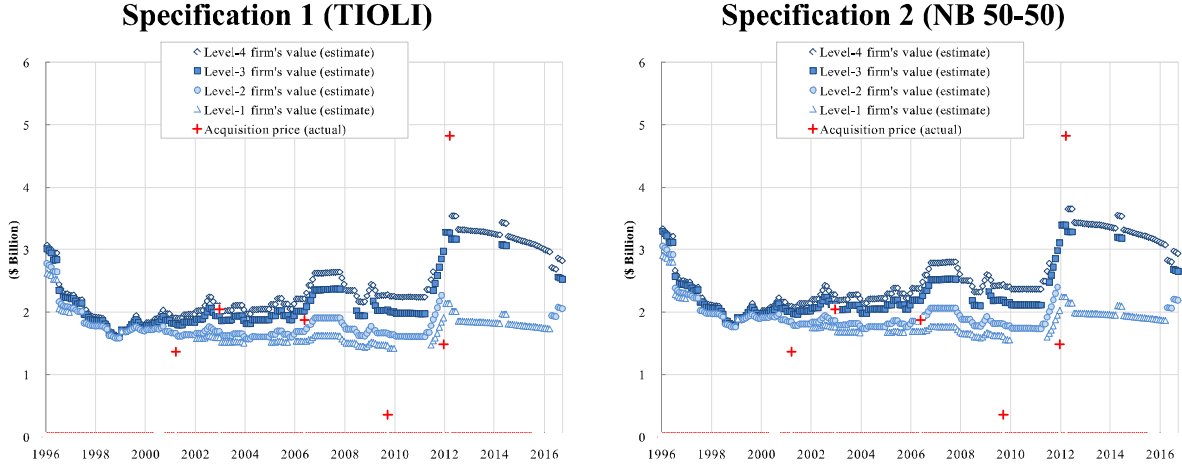 Specification 1 (TIOLI)
Level-4 firm's value (estimate)
Level-3 firm's value (estimate)
Level-2 firm's value (estimate)
Level-1 firm's value (estimate)
Acquisition price (actual)
6
5
4
3
2
1
0
($ Billion)
1996 1998 2000 2002 2004 2006 2008 2010 2012 2014 2016
Specification 2 (NB 50-50)
Level-4 firm's value (estimate)
Level-3 firm's value (estimate)
Level-2 firm's value (estimate)
Level-1 firm's value (estimate)
Acquisition price (actual)
6
5
4
3
2
1
0
($ Billion)
1996 1998 2000 2002 2004 2006 2008 2010 2012 2014 2016